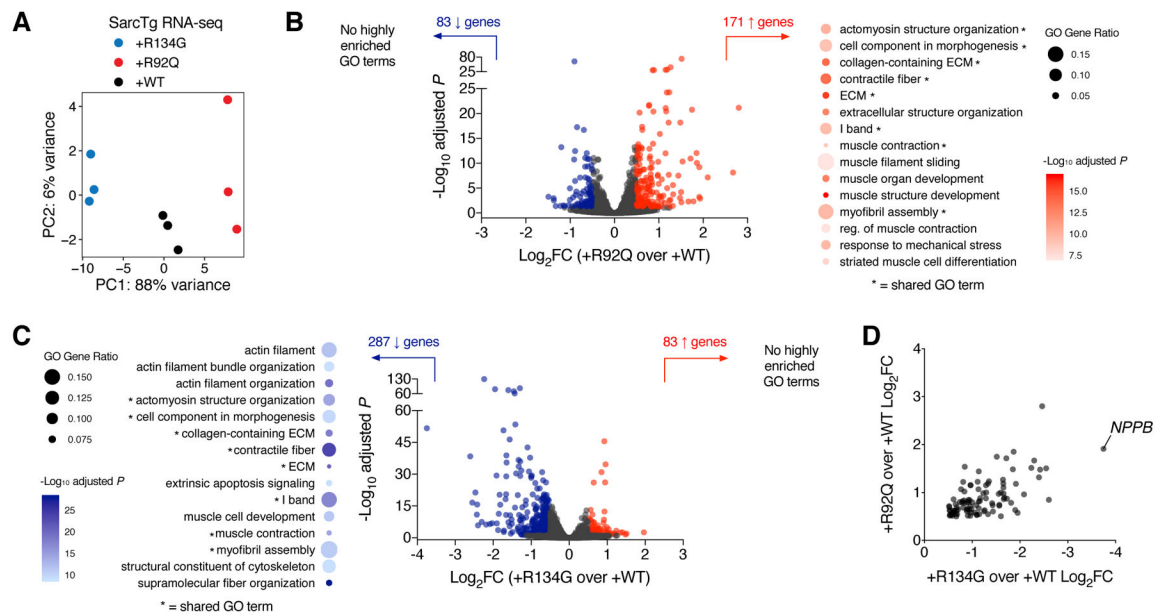 A
SarcTg RNA-seq
+R134G
+R92Q
+WT
PC2: 6% variance
4
2
0
−2
−10
−5
0
5
PC1: 88% variance
B
No highly
enriched
GO terms
83 ↓ genes
171 ↑ genes
-Log10 adjusted P
80
25
25
20
15
10
5
0
-3
-2
-1
0
1
2
3
Log2FC (+R92Q over +WT)
actomyosin structure organization *
cell component in morphogenesis *
collagen-containing ECM *
contractile fiber *
ECM *
extracellular structure organization
I band *
muscle contraction *
muscle filament sliding
muscle organ development
muscle structure development
myofibril assembly *
reg. of muscle contraction
response to mechanical stress
striated muscle cell differentiation
* = shared GO term
GO Gene Ratio
0.15
0.10
0.05
-Log10 adjusted P
15.0
12.5
10.0
7.5
C
GO Gene Ratio
0.150
0.125
0.100
0.075
-Log10 adjusted P
25
20
15
10
actin filament
actin filament bundle organization
actin filament organization
* actomyosin structure organization
* cell component in morphogenesis
* collagen-containing ECM
* contractile fiber
* ECM
extrinsic apoptosis signaling
* I band
muscle cell development
* muscle contraction
* myofibril assembly
structural constituent of cytoskeleton
supramolecular fiber organization
* = shared GO term
287 ↓ genes
83 ↑ genes
No highly
enriched
GO terms
-Log10 adjusted P
130
60
60
45
30
15
0
-4
-3
-2
-1
0
1
2
3
Log2FC (+R134G over +WT)
D
+R92Q over +WT Log2FC
4
3
2
1
0
0
-1
-2
-3
-4
NPPB
+R134G over +WT Log2FC